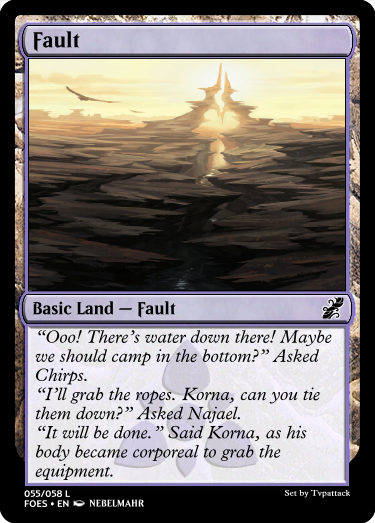 Fault
Basic Land — Fault
“Ooo! There's water down there! Maybe
we should camp in the bottom?” Asked
Chirps.
“I'll grab the ropes. Korna, can you tie
them down?” Asked Najael.
“It will be done.” Said Korna, as his
body became corporeal to grab the
equipment.
055/058 L
FOES • EN NEBELMAHR
Set by Tvpattack